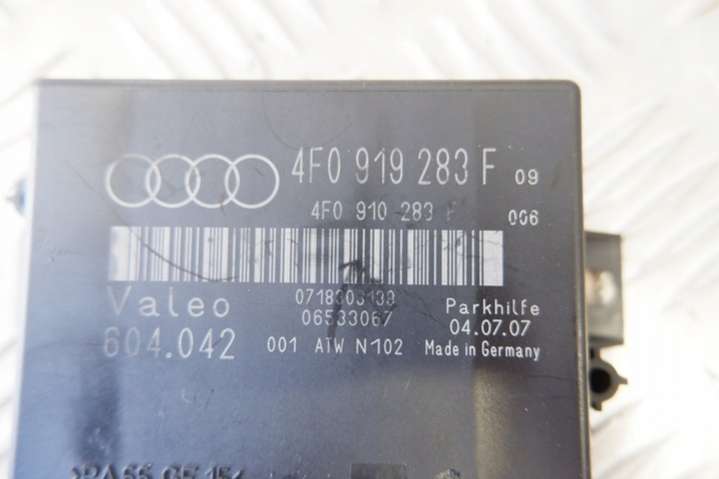 4F0 919 283 F 09
4F0 910 283 F 006
Valeo 0718303139 Parkhilfe
06533067 04.07.07
604.042 001 ATW N102 Made in Germany